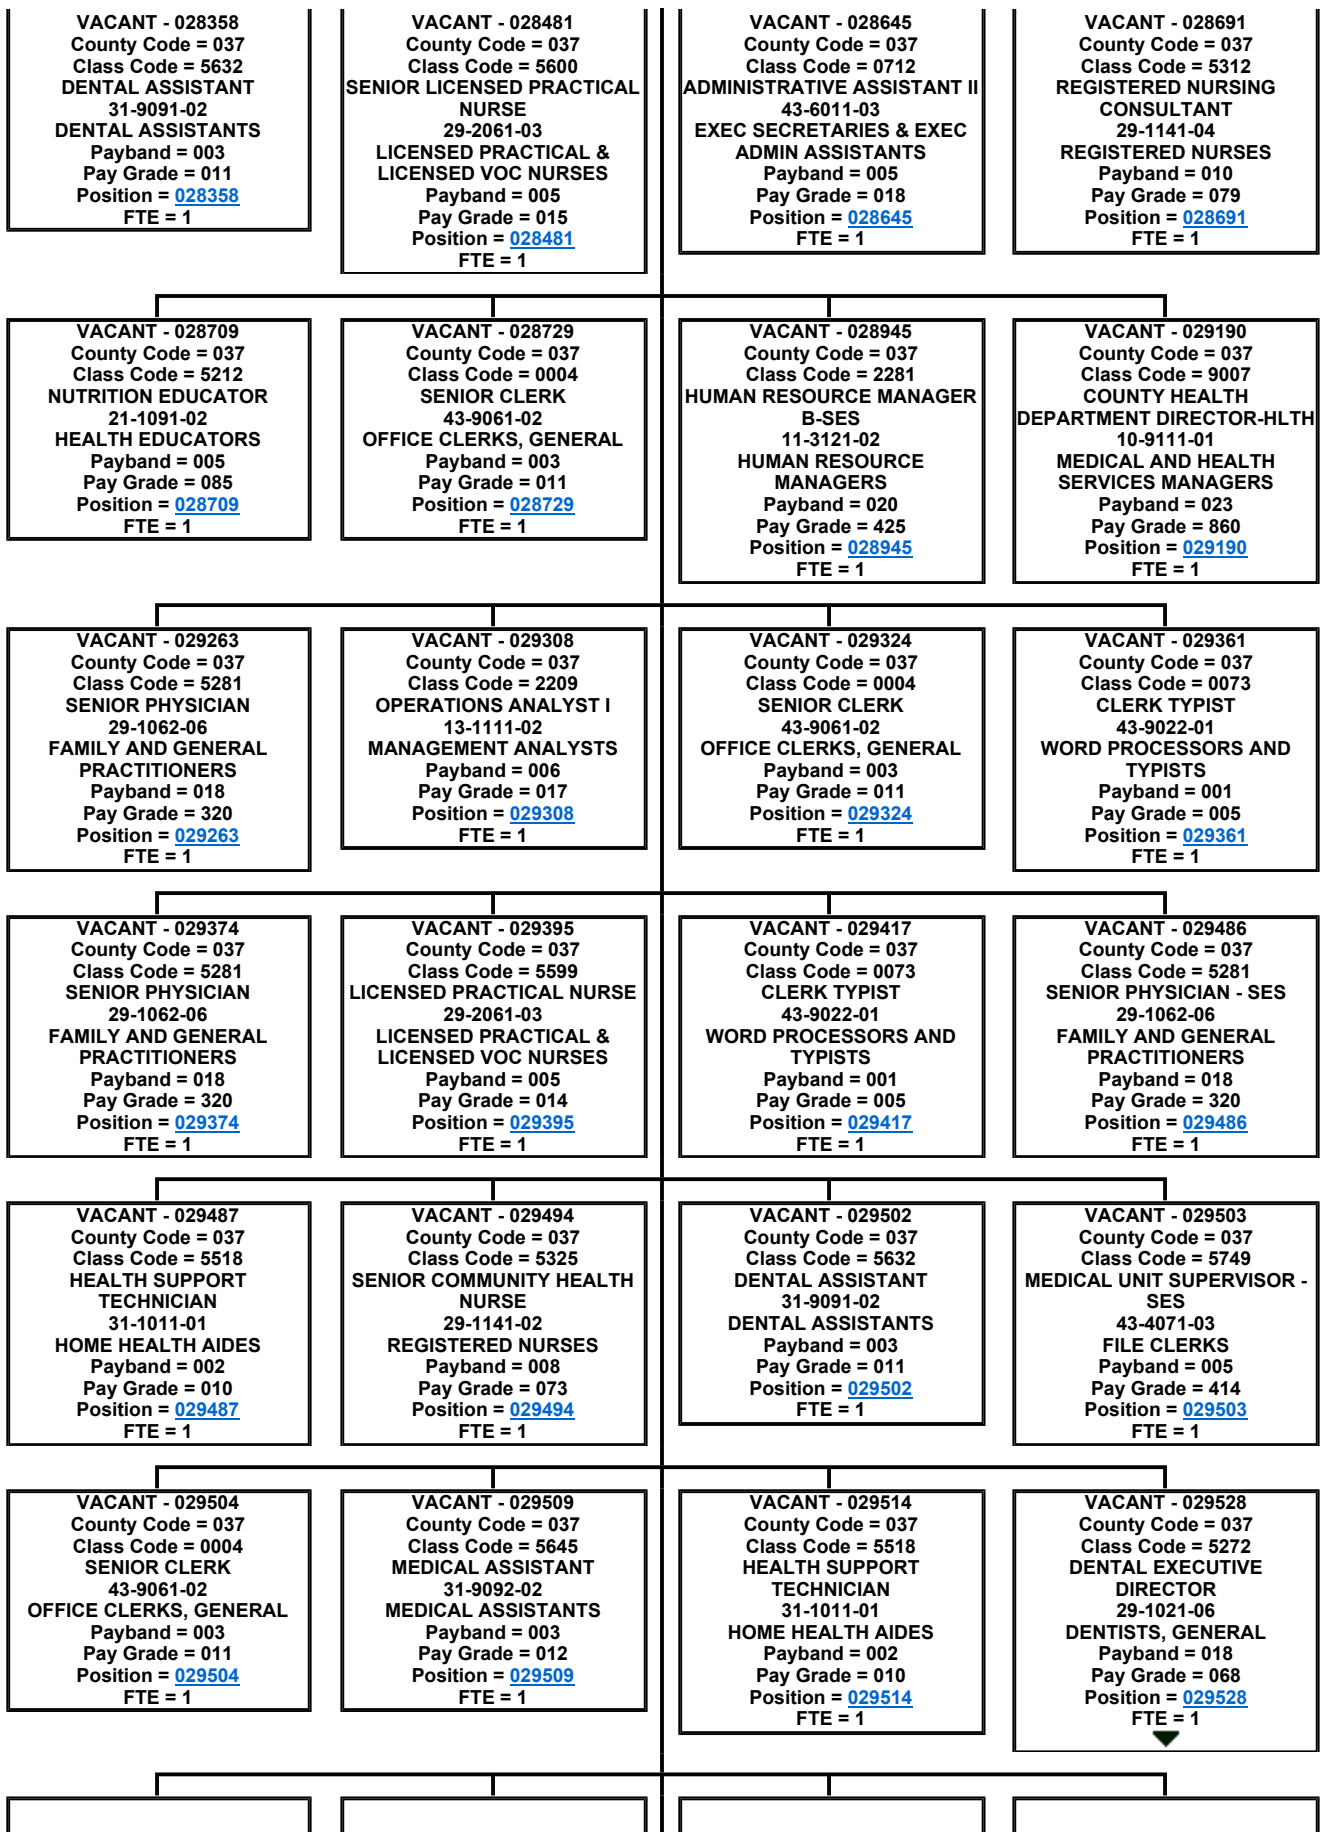 VACANT - 028358
County Code = 037
Class Code = 5632
DENTAL ASSISTANT
31-9091-02
DENTAL ASSISTANTS
Payband = 003
Pay Grade = 011
Position = 028358
FTE = 1
VACANT - 028481
County Code = 037
Class Code = 5600
SENIOR LICENSED PRACTICAL
NURSE
29-2061-03
LICENSED PRACTICAL &
LICENSED VOC NURSES
Payband = 005
Pay Grade = 015
Position = 028481
FTE = 1
VACANT - 028645
County Code = 037
Class Code = 0712
ADMINISTRATIVE ASSISTANT II
43-6011-03
EXEC SECRETARIES & EXEC
ADMIN ASSISTANTS
Payband = 005
Pay Grade = 018
Position = 028645
FTE = 1
VACANT - 028691
County Code = 037
Class Code = 5312
REGISTERED NURSING
CONSULTANT
29-1141-04
REGISTERED NURSES
Payband = 010
Pay Grade = 079
Position = 028691
FTE = 1
VACANT - 028709
County Code = 037
Class Code = 5212
NUTRITION EDUCATOR
21-1091-02
HEALTH EDUCATORS
Payband = 005
Pay Grade = 085
Position = 028709
FTE = 1
VACANT - 028729
County Code = 037
Class Code = 0004
SENIOR CLERK
43-9061-02
OFFICE CLERKS, GENERAL
Payband = 003
Pay Grade = 011
Position = 028729
FTE = 1
VACANT - 028945
County Code = 037
Class Code = 2281
HUMAN RESOURCE MANAGER
B-SES
11-3121-02
HUMAN RESOURCE
MANAGERS
Payband = 020
Pay Grade = 425
Position = 028945
FTE = 1
VACANT - 029190
County Code = 037
Class Code = 9007
COUNTY HEALTH
DEPARTMENT DIRECTOR-HLTH
10-9111-01
MEDICAL AND HEALTH
SERVICES MANAGERS
Payband = 023
Pay Grade = 860
Position = 029190
FTE = 1
VACANT - 029263
County Code = 037
Class Code = 5281
SENIOR PHYSICIAN
29-1062-06
FAMILY AND GENERAL
PRACTITIONERS
Payband = 018
Pay Grade = 320
Position = 029263
FTE = 1
VACANT - 029308
County Code = 037
Class Code = 2209
OPERATIONS ANALYST I
13-1111-02
MANAGEMENT ANALYSTS
Payband = 006
Pay Grade = 017
Position = 029308
FTE = 1
VACANT - 029324
County Code = 037
Class Code = 0004
SENIOR CLERK
43-9061-02
OFFICE CLERKS, GENERAL
Payband = 003
Pay Grade = 011
Position = 029324
FTE = 1
VACANT - 029361
County Code = 037
Class Code = 0073
CLERK TYPIST
43-9022-01
WORD PROCESSORS AND
TYPISTS
Payband = 001
Pay Grade = 005
Position = 029361
FTE = 1
VACANT - 029374
County Code = 037
Class Code = 5281
SENIOR PHYSICIAN
29-1062-06
FAMILY AND GENERAL
PRACTITIONERS
Payband = 018
Pay Grade = 320
Position = 029374
FTE = 1
VACANT - 029395
County Code = 037
Class Code = 5599
LICENSED PRACTICAL NURSE
29-2061-03
LICENSED PRACTICAL &
LICENSED VOC NURSES
Payband = 005
Pay Grade = 014
Position = 029395
FTE = 1
VACANT - 029417
County Code = 037
Class Code = 0073
CLERK TYPIST
43-9022-01
WORD PROCESSORS AND
TYPISTS
Payband = 001
Pay Grade = 005
Position = 029417
FTE = 1
VACANT - 029486
County Code = 037
Class Code = 5281
SENIOR PHYSICIAN - SES
29-1062-06
FAMILY AND GENERAL
PRACTITIONERS
Payband = 018
Pay Grade = 320
Position = 029486
FTE = 1
VACANT - 029487
County Code = 037
Class Code = 5518
HEALTH SUPPORT
TECHNICIAN
31-1011-01
HOME HEALTH AIDES
Payband = 002
Pay Grade = 010
Position = 029487
FTE = 1
VACANT - 029494
County Code = 037
Class Code = 5325
SENIOR COMMUNITY HEALTH
NURSE
29-1141-02
REGISTERED NURSES
Payband = 008
Pay Grade = 073
Position = 029494
FTE = 1
VACANT - 029502
County Code = 037
Class Code = 5632
DENTAL ASSISTANT
31-9091-02
DENTAL ASSISTANTS
Payband = 003
Pay Grade = 011
Position = 029502
FTE = 1
VACANT - 029503
County Code = 037
Class Code = 5749
MEDICAL UNIT SUPERVISOR -
SES
43-4071-03
FILE CLERKS
Payband = 005
Pay Grade = 414
Position = 029503
FTE = 1
VACANT - 029504
County Code = 037
Class Code = 0004
SENIOR CLERK
43-9061-02
OFFICE CLERKS, GENERAL
Payband = 003
Pay Grade = 011
Position = 029504
FTE = 1
VACANT - 029509
County Code = 037
Class Code = 5645
MEDICAL ASSISTANT
31-9092-02
MEDICAL ASSISTANTS
Payband = 003
Pay Grade = 012
Position = 029509
FTE = 1
VACANT - 029514
County Code = 037
Class Code = 5518
HEALTH SUPPORT
TECHNICIAN
31-1011-01
HOME HEALTH AIDES
Payband = 002
Pay Grade = 010
Position = 029514
FTE = 1
VACANT - 029528
County Code = 037
Class Code = 5272
DENTAL EXECUTIVE
DIRECTOR
29-1021-06
DENTISTS, GENERAL
Payband = 018
Pay Grade = 068
Position = 029528
FTE = 1